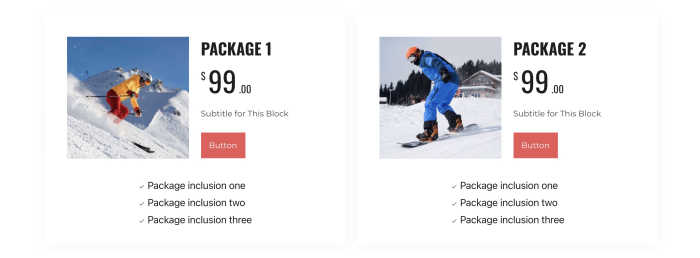 PACKAGE 1
$99.00
Subtitle for This Block
Button
✓ Package inclusion one
✓ Package inclusion two
✓ Package inclusion three
PACKAGE 2
$99.00
Subtitle for This Block
Button
✓ Package inclusion one
✓ Package inclusion two
✓ Package inclusion three